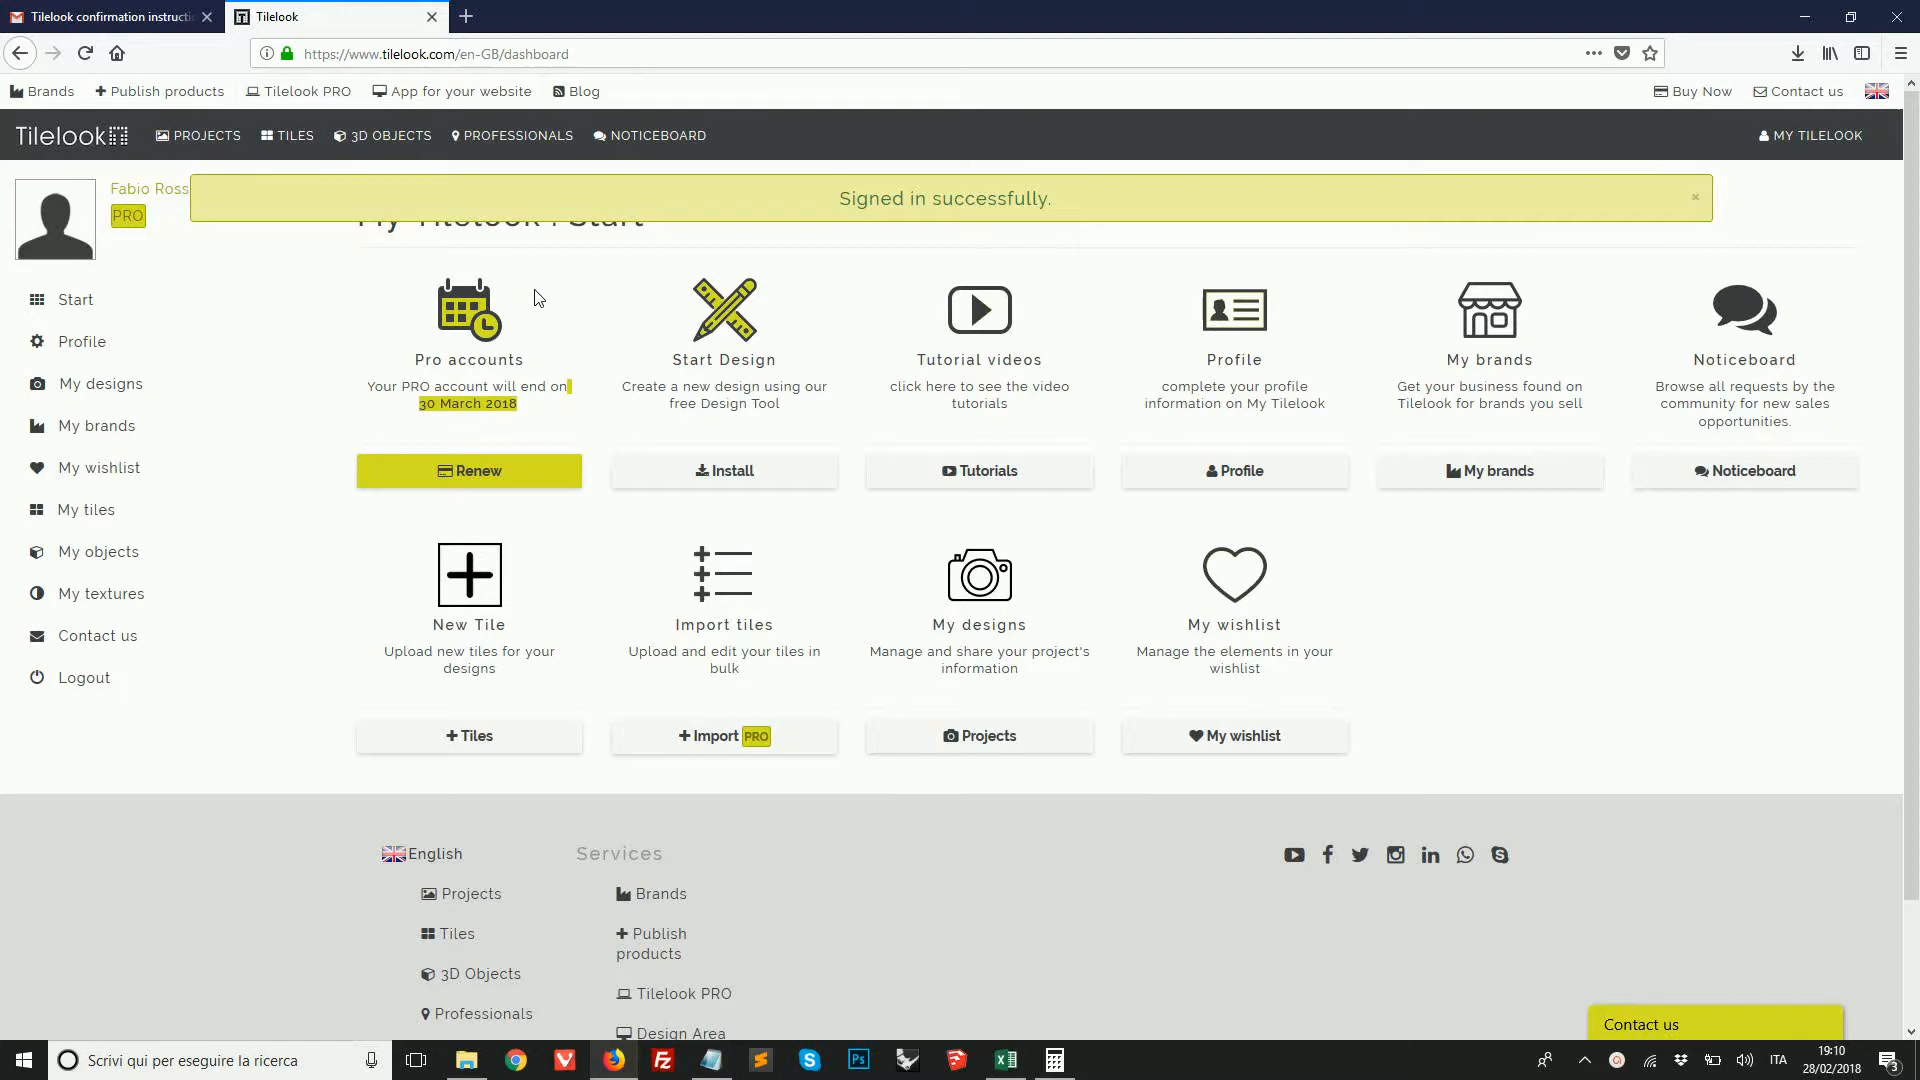 Tilelook confirmation instructi
Tilelook
https://www.tilelook.com/en-GB/dashboard
Brands
Publish products
Tilelook PRO
App for your website
Blog
Buy Now
Contact us
Tilelook
PROJECTS
TILES
3D OBJECTS
PROFESSIONALS
NOTICEBOARD
MY TILELOOK
Fabio Ross
PRO
Signed in successfully.
×
My Tilelook : Start
Start
Profile
My designs
My brands
My wishlist
My tiles
My objects
My textures
Contact us
Logout
Pro accounts
Your PRO account will end on
30 March 2018
Renew
Start Design
Create a new design using our
free Design Tool
Install
Tutorial videos
click here to see the video
tutorials
Tutorials
Profile
complete your profile
information on My Tilelook
Profile
My brands
Get your business found on
Tilelook for brands you sell
My brands
Noticeboard
Browse all requests by the
community for new sales
opportunities.
Noticeboard
New Tile
Upload new tiles for your
designs
Tiles
Import tiles
Upload and edit your tiles in
bulk
Import PRO
My designs
Manage and share your project's
information
Projects
My wishlist
Manage the elements in your
wishlist
My wishlist
English
Projects
Tiles
3D Objects
Professionals
Services
Brands
Publish
products
Tilelook PRO
Design Area
Contact us
Scrivi qui per eseguire la ricerca
ITA
19:10
28/02/2018
3